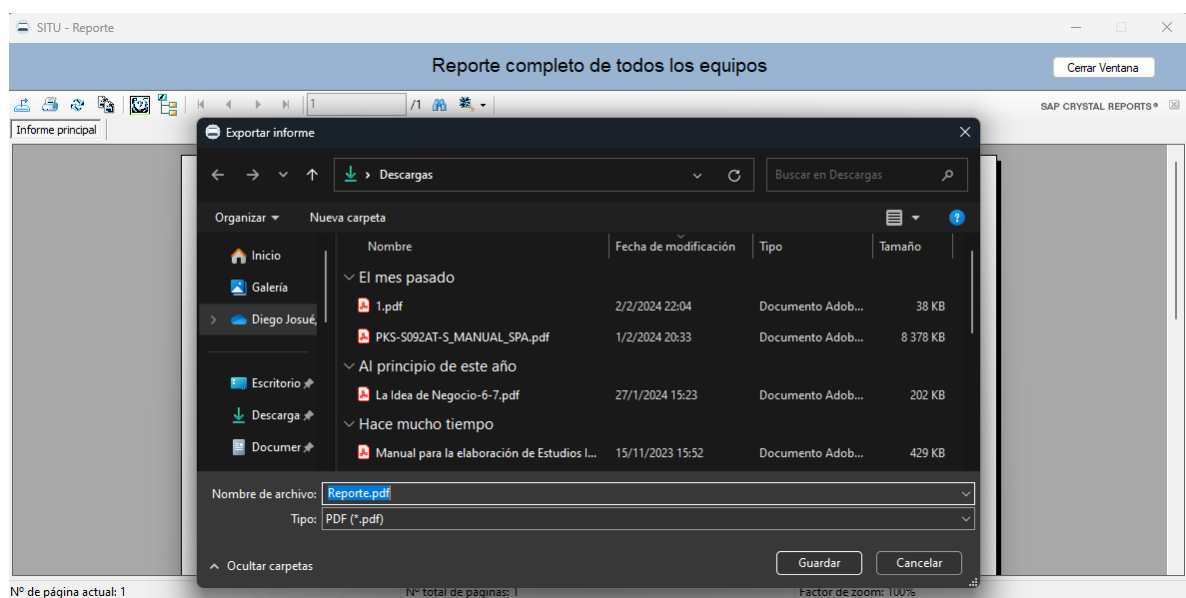 SITU - Reporte
Reporte completo de todos los equipos
Cerrar Ventana
1 /1
SAP CRYSTAL REPORTS®
Informe principal
Exportar informe
Descargas
Buscar en Descargas
Organizar
Nueva carpeta
Nombre Fecha de modificación Tipo Tamaño
Inicio
Galería
Diego Josué,
Escritorio
Descarga
Documer
El mes pasado
1.pdf 2/2/2024 22:04 Documento Adob... 38 KB
PKS-S092AT-S_MANUAL_SPA.pdf 1/2/2024 20:33 Documento Adob... 8 378 KB
Al principio de este año
La Idea de Negocio-6-7.pdf 27/1/2024 15:23 Documento Adob... 202 KB
Hace mucho tiempo
Manual para la elaboración de Estudios I... 15/11/2023 15:52 Documento Adob... 429 KB
Nombre de archivo: Reporte.pdf
Tipo: PDF (*.pdf)
Ocultar carpetas
Guardar
Cancelar
Nº de página actual: 1
Nº total de páginas: 1
Factor de zoom: 100%